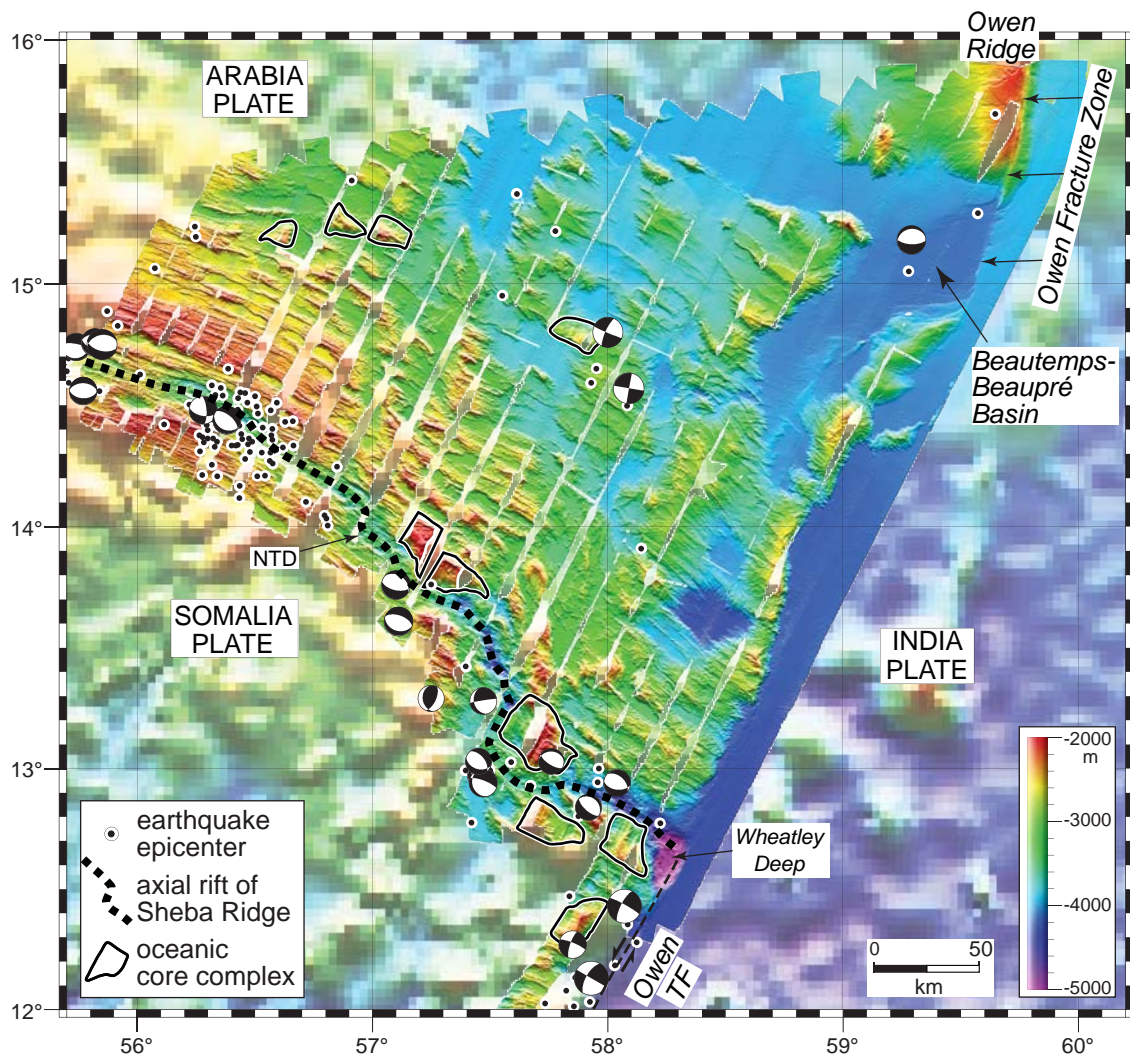 Owen
Ridge
16°
ARABIA
PLATE
Owen Fracture Zone
15°
Beautemps-
Beaupré
Basin
14°
NTD
SOMALIA
PLATE
INDIA
PLATE
13°
-2000
m
-3000
-4000
-5000
earthquake
epicenter
axial rift of
Sheba Ridge
oceanic
core complex
Wheatley
Deep
Owen
TF
0 50
km
12°
56° 57° 58° 59° 60°